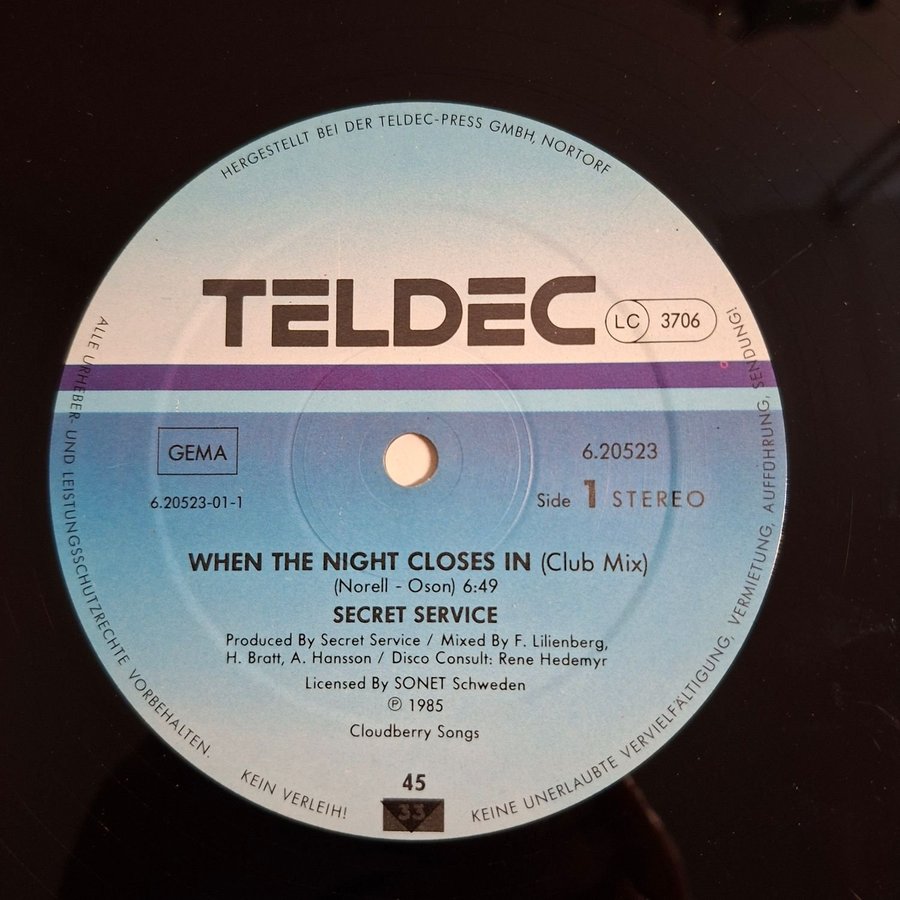 HERGESTELLT BEI DER TELDEC-PRESS GMBH, NORTORF
TELDEC
LC 3706
GEMA
6.20523
6.20523-01-1
Side 1 STEREO
WHEN THE NIGHT CLOSES IN (Club Mix)
(Norell - Oson) 6:49
SECRET SERVICE
Produced By Secret Service / Mixed By F. Lilienberg,
H. Bratt, A. Hansson / Disco Consult: Rene Hedemyr
Licensed By SONET Schweden
℗ 1985
Cloudberry Songs
45
33
ALLE URHEBER- UND LEISTUNGSSCHUTZRECHTE VORBEHALTEN.
KEIN VERLEIH!
KEINE UNERLAUBTE VERVIELFÄLTIGUNG, VERMIETUNG, AUFFÜHRUNG, SENDUNG!